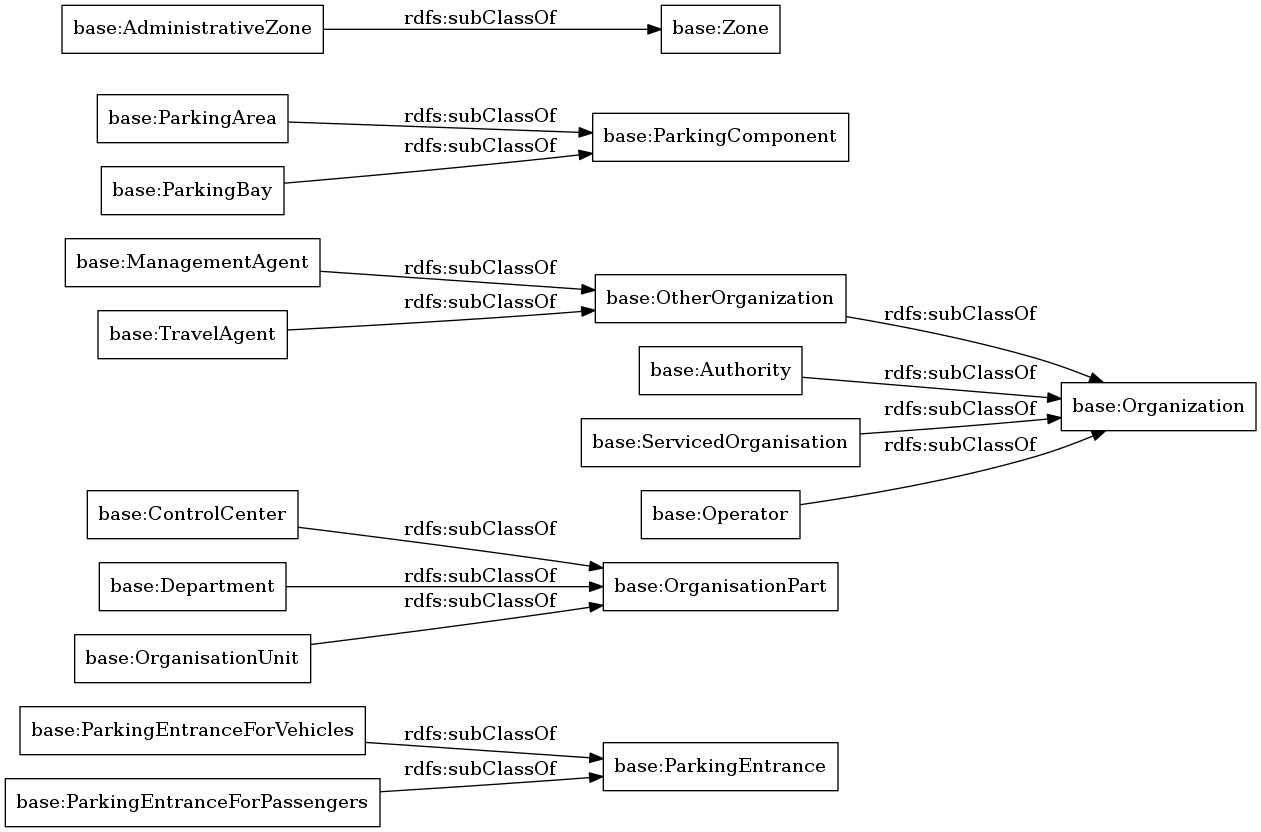 base:AdministrativeZone
rdfs:subClassOf
base:Zone
base:ParkingArea
rdfs:subClassOf
base:ParkingComponent
rdfs:subClassOf
base:ParkingBay
base:ManagementAgent
rdfs:subClassOf
base:OtherOrganization
rdfs:subClassOf
base:TravelAgent
rdfs:subClassOf
base:Authority
rdfs:subClassOf
base:Organization
rdfs:subClassOf
base:ServicedOrganisation
rdfs:subClassOf
base:Operator
base:ControlCenter
rdfs:subClassOf
base:Department
rdfs:subClassOf
base:OrganisationPart
rdfs:subClassOf
base:OrganisationUnit
base:ParkingEntranceForVehicles
rdfs:subClassOf
base:ParkingEntrance
rdfs:subClassOf
base:ParkingEntranceForPassengers